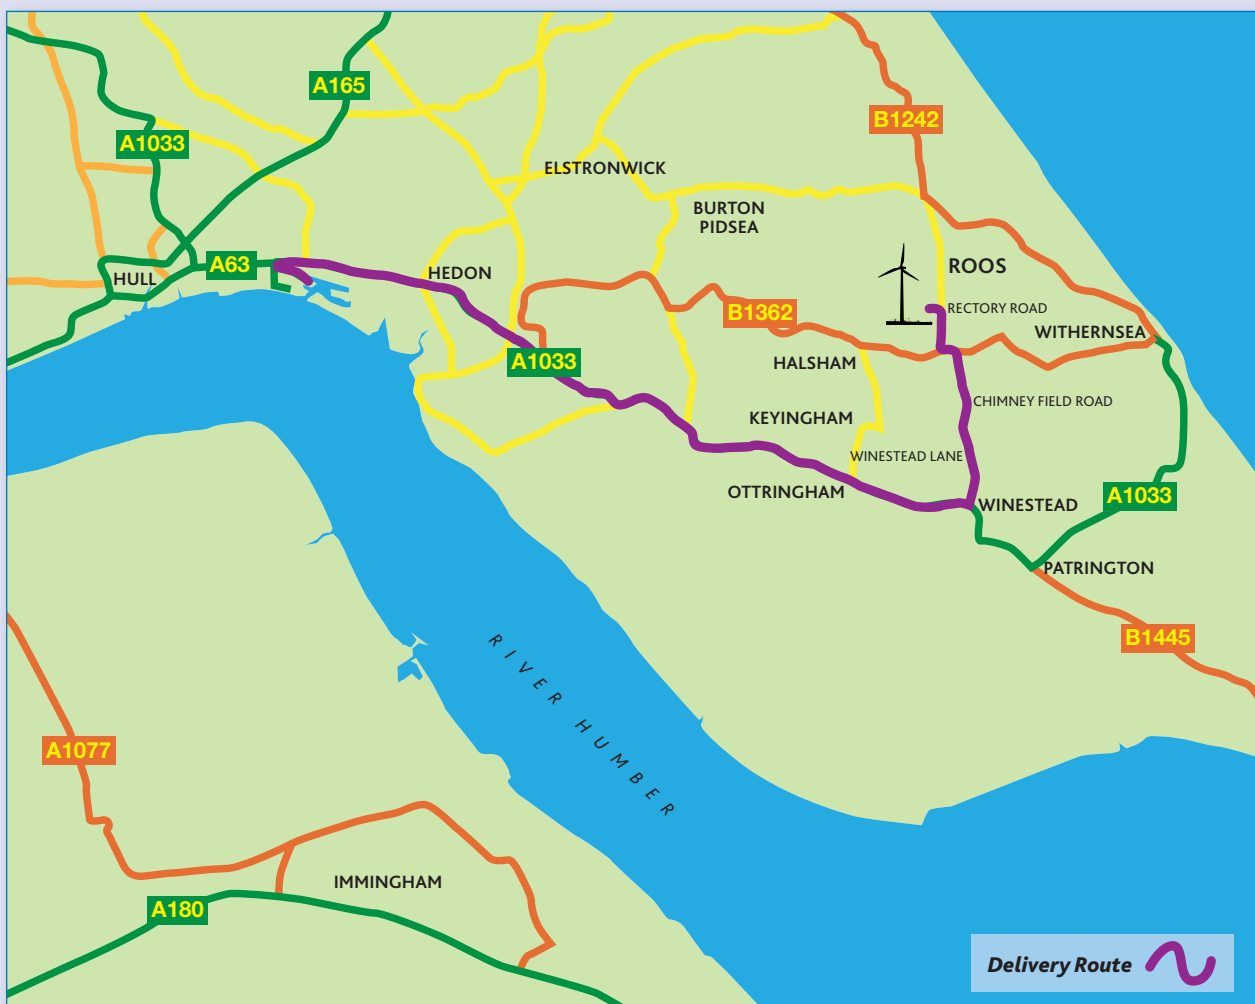 A165
B1242
A1033
ELSTRONWICK
BURTON
PIDSEA
A63
HULL
HEDON
ROOS
RECTORY ROAD
B1362
WITHERNSEA
A1033
HALSHAM
CHIMNEY FIELD ROAD
KEYINGHAM
WINESTEAD LANE
OTTRINGHAM
A1033
WINESTEAD
PATRINGTON
B1445
RIVER HUMBER
A1077
IMMINGHAM
A180
Delivery Route